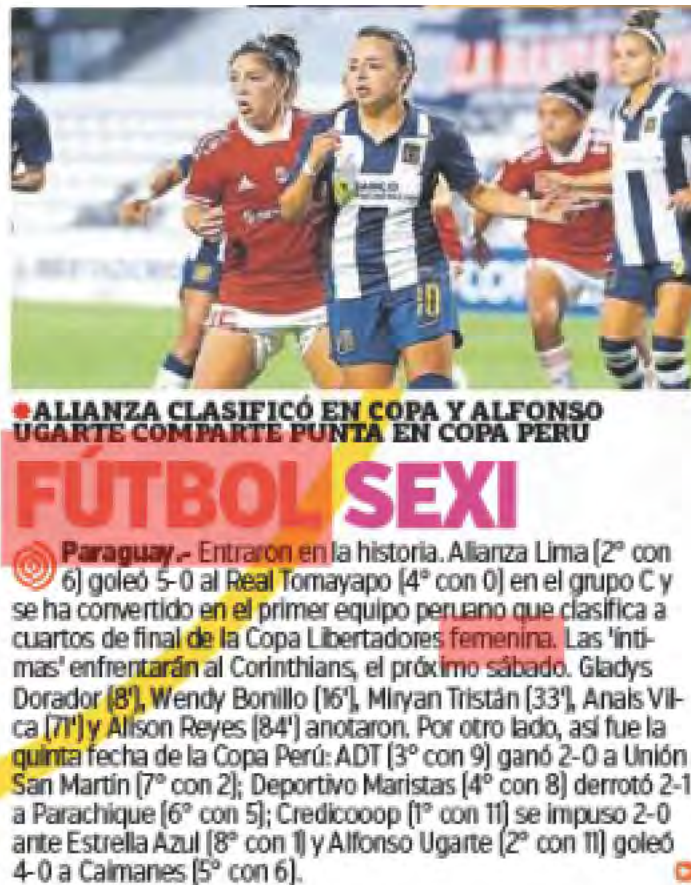 ALIANZA CLASIFICÓ EN COPA Y ALFONSO
UGARTE COMPARTE PUNTA EN COPA PERÚ
FÚTBOL SEXI
Paraguay.- Entraron en la historia. Alianza Lima (2° con
6) goleó 5-0 al Real Tomayapo (4° con 0) en el grupo C y
se ha convertido en el primer equipo peruano que clasifica a
cuartos de final de la Copa Libertadores femenina. Las 'ínti-
mas' enfrentarán al Corinthians, el próximo sábado. Gladys
Dorador (8'), Wendy Bonillo (16'), Miryan Tristán (33'), Anais Vil-
ca (71') y Alison Reyes (84') anotaron. Por otro lado, así fue la
quinta fecha de la Copa Perú: ADT (3° con 9) ganó 2-0 a Unión
San Martín (7° con 2); Deportivo Maristas (4° con 8) derrotó 2-1
a Parachique (6° con 5); Credicooop (1° con 11) se impuso 2-0
ante Estrella Azul (8° con 1) y Alfonso Ugarte (2° con 11) goleó
4-0 a Caimanes (5° con 6).